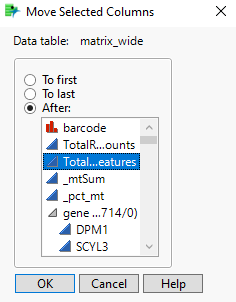 Move Selected Columns
Data table: matrix_wide
To first
To last
After:
barcode
TotalR...ounts
Total...eatures
_mtSum
_pct_mt
gene ...714/0)
DPM1
SCYL3
OK Cancel Help